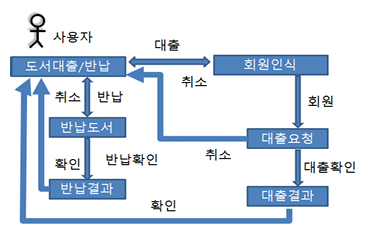 사용자
대출
도서대출/반납
회원인식
취소
취소
반납
회원
반납도서
대출요청
취소
확인
반납확인
대출확인
반납결과
대출결과
확인